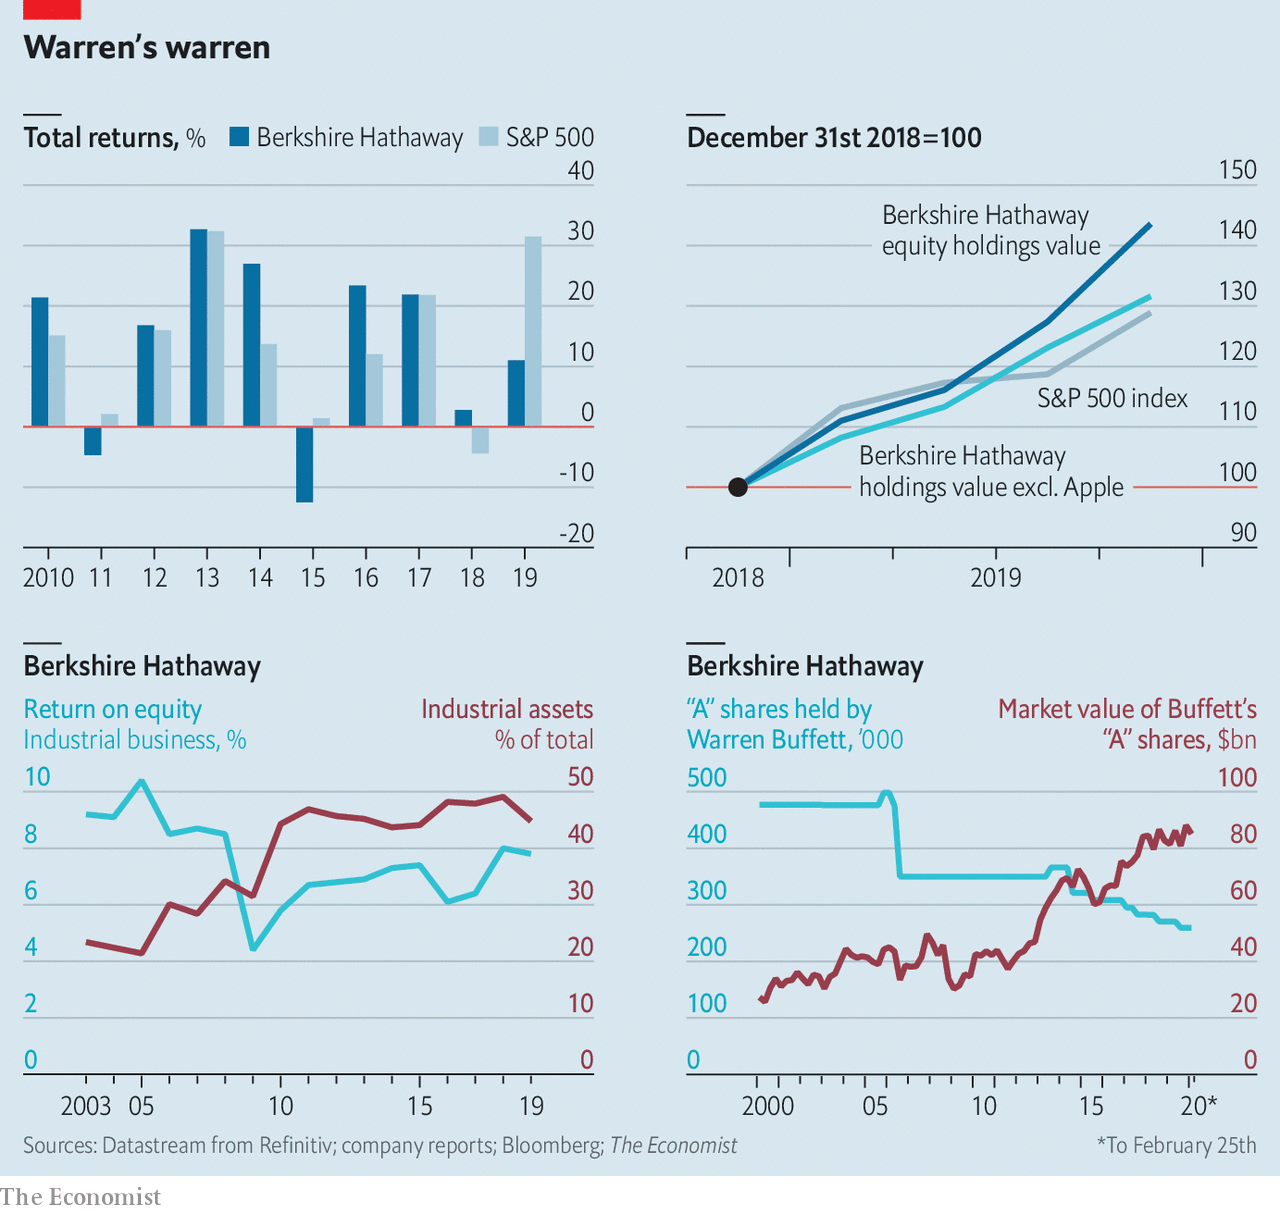 Warren's warren
Total returns, %
Berkshire Hathaway
S&P 500
40
30
20
10
0
-10
-20
2010 11 12 13 14 15 16 17 18 19
December 31st 2018=100
150
140
130
120
110
100
90
Berkshire Hathaway
equity holdings value
S&P 500 index
Berkshire Hathaway
holdings value excl. Apple
2018 2019
Berkshire Hathaway
Return on equity
Industrial business, %
Industrial assets
% of total
10 50
8 40
6 30
4 20
2 10
0 0
2003 05 10 15 19
Berkshire Hathaway
“A” shares held by
Warren Buffett, ’000
Market value of Buffett’s
“A” shares, $bn
500 100
400 80
300 60
200 40
100 20
0 0
2000 05 10 15 20*
Sources: Datastream from Refinitiv; company reports; Bloomberg; The Economist
*To February 25th
The Economist